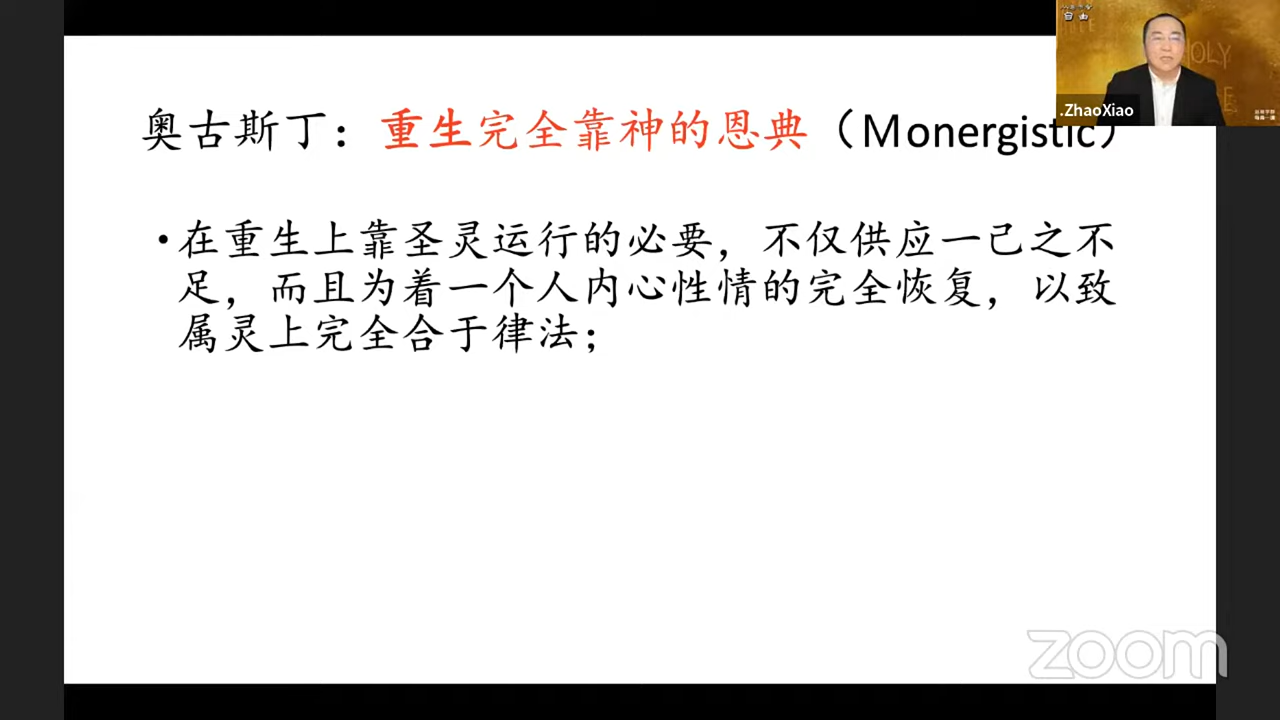 奥古斯丁：重生完全靠神的恩典（Monergistic）
.ZhaoXiao
•在重生上靠圣灵运行的必要，不仅供应一己之不
足，而且为着一个人内心性情的完全恢复，以致
属灵上完全合于律法；
zoom